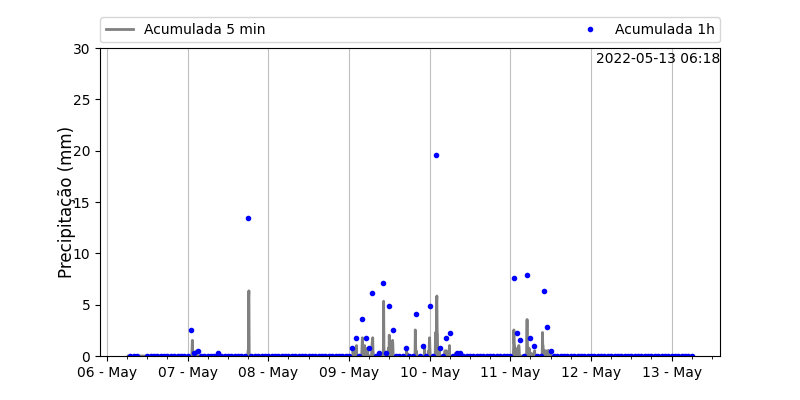 Acumulada 5 min
Acumulada 1h
2022-05-13 06:18
Precipitação (mm)
30
25
20
15
10
5
0
06 - May
07 - May
08 - May
09 - May
10 - May
11 - May
12 - May
13 - May